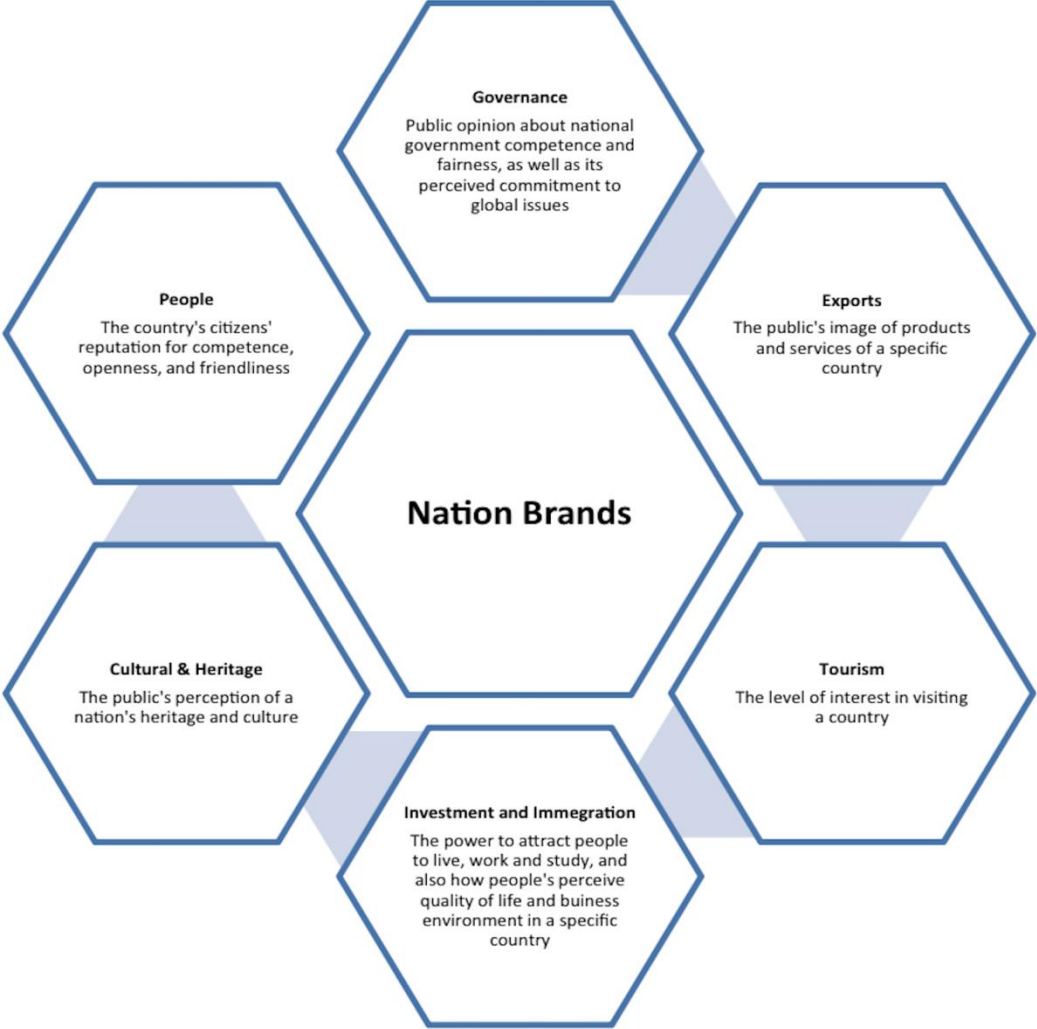 Governance
Public opinion about national
government competence and
fairness, as well as its
perceived commitment to
global issues
People
The country's citizens'
reputation for competence,
openness, and friendliness
Exports
The public's image of products
and services of a specific
country
Nation Brands
Cultural & Heritage
The public's perception of a
nation's heritage and culture
Tourism
The level of interest in visiting
a country
Investment and Immegration
The power to attract people
to live, work and study, and
also how people's perceive
quality of life and buiness
environment in a specific
country